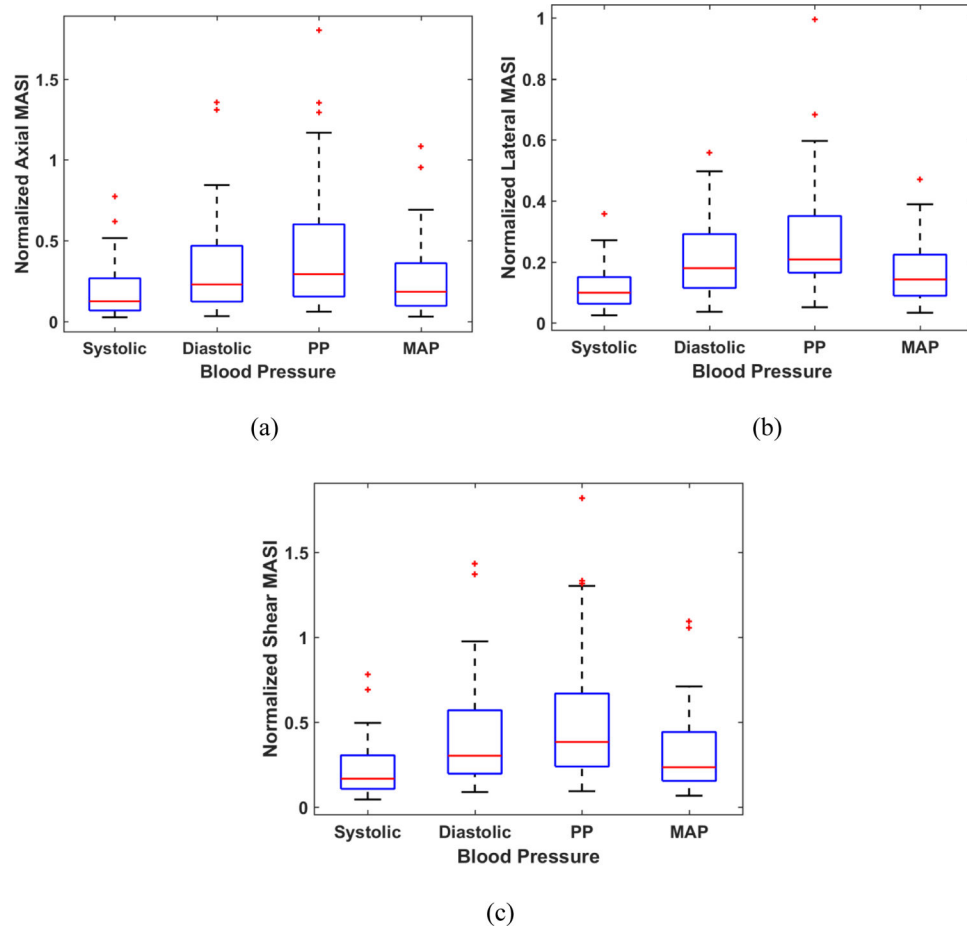 Normalized Axial MASI
1.5
1
0.5
0
Systolic Diastolic PP MAP
Blood Pressure
(a)
Normalized Lateral MASI
1
0.8
0.6
0.4
0.2
0
Systolic Diastolic PP MAP
Blood Pressure
(b)
Normalized Shear MASI
1.5
1
0.5
0
Systolic Diastolic PP MAP
Blood Pressure
(c)